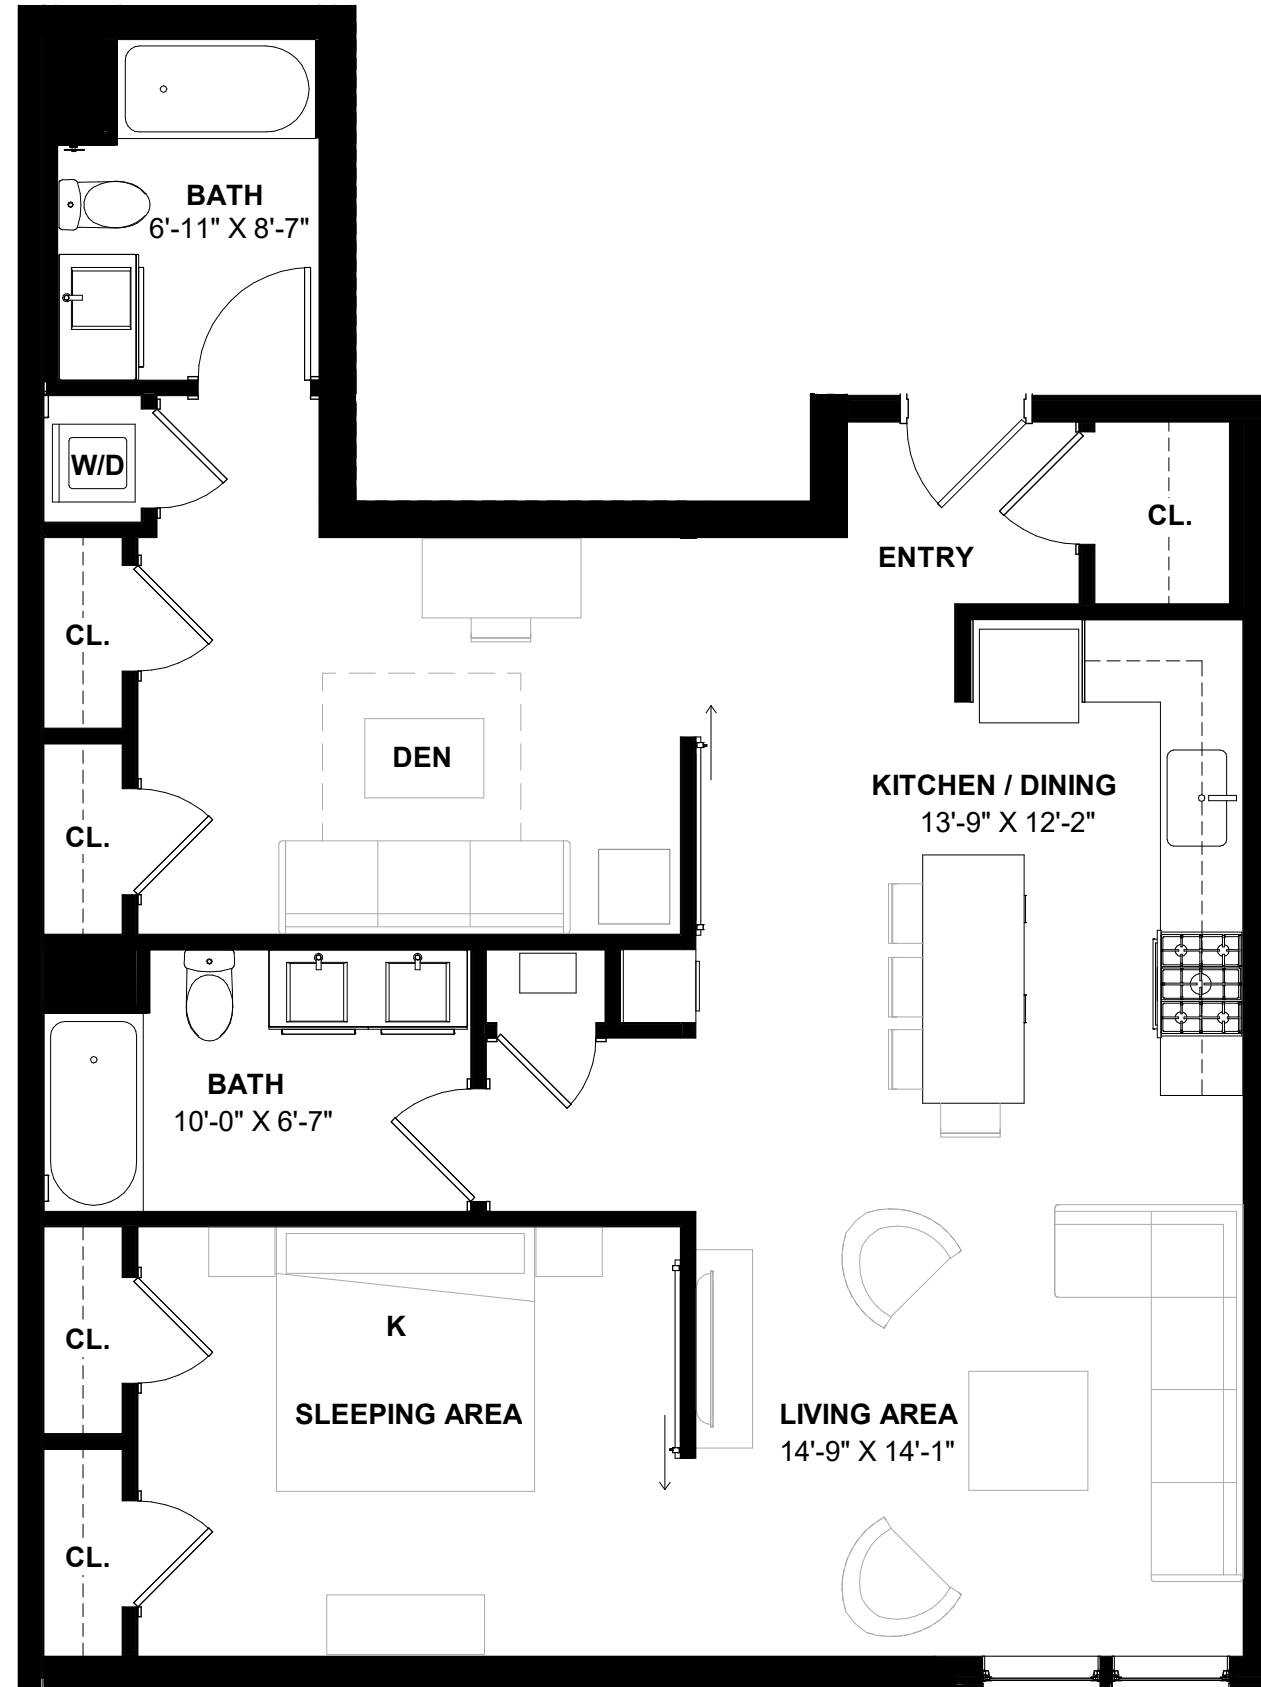 BATH
6'-11" X 8'-7"
W/D
CL.
ENTRY
CL.
DEN
KITCHEN / DINING
13'-9" X 12'-2"
CL.
BATH
10'-0" X 6'-7"
K
CL.
SLEEPING AREA
LIVING AREA
14'-9" X 14'-1"
CL.